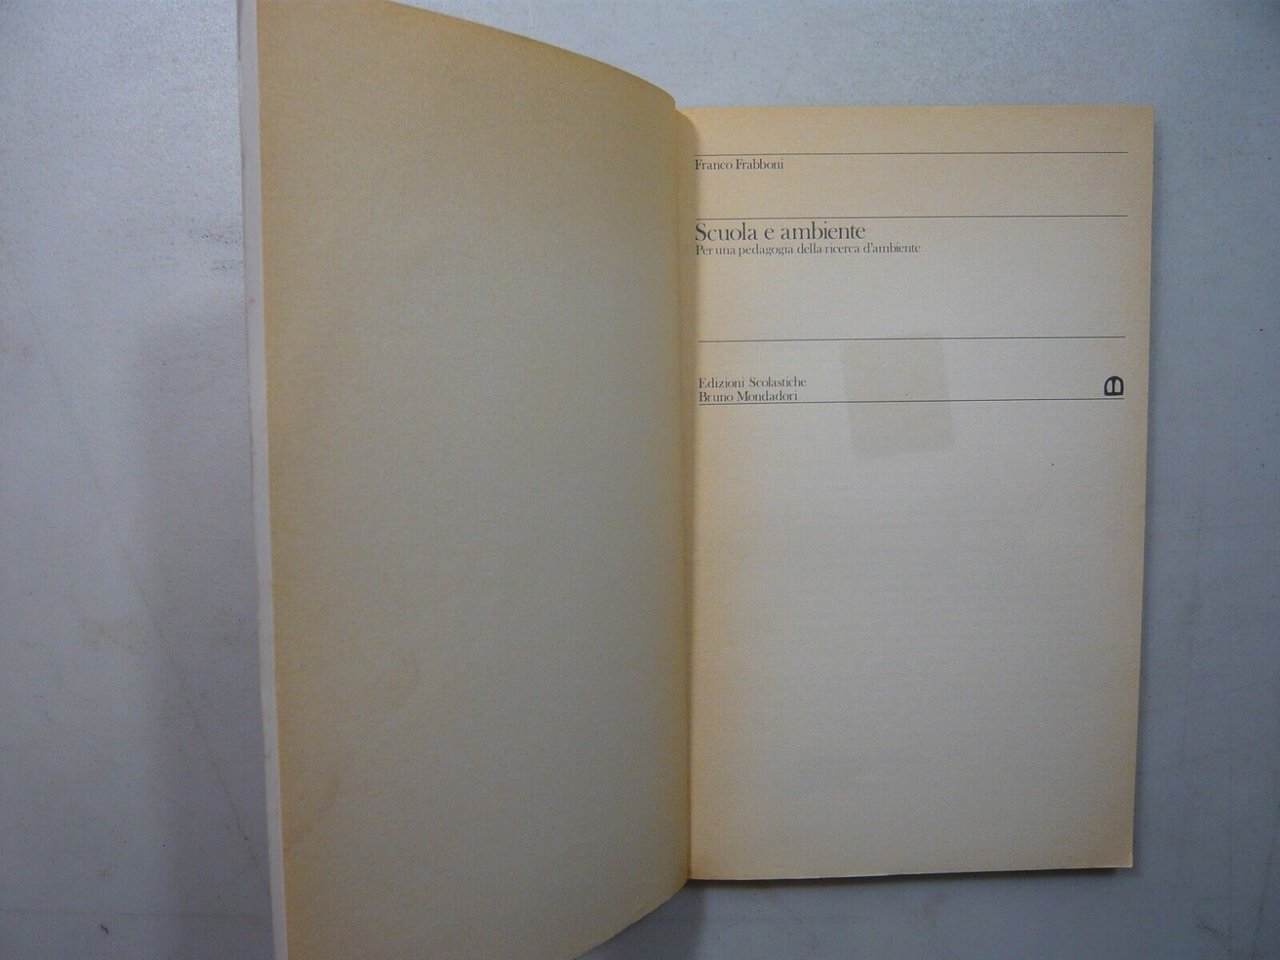 Franco Frabboni
Scuola e ambiente
Per una pedagogia della ricerca d'ambiente
Edizioni Scolastiche
Bruno Mondadori